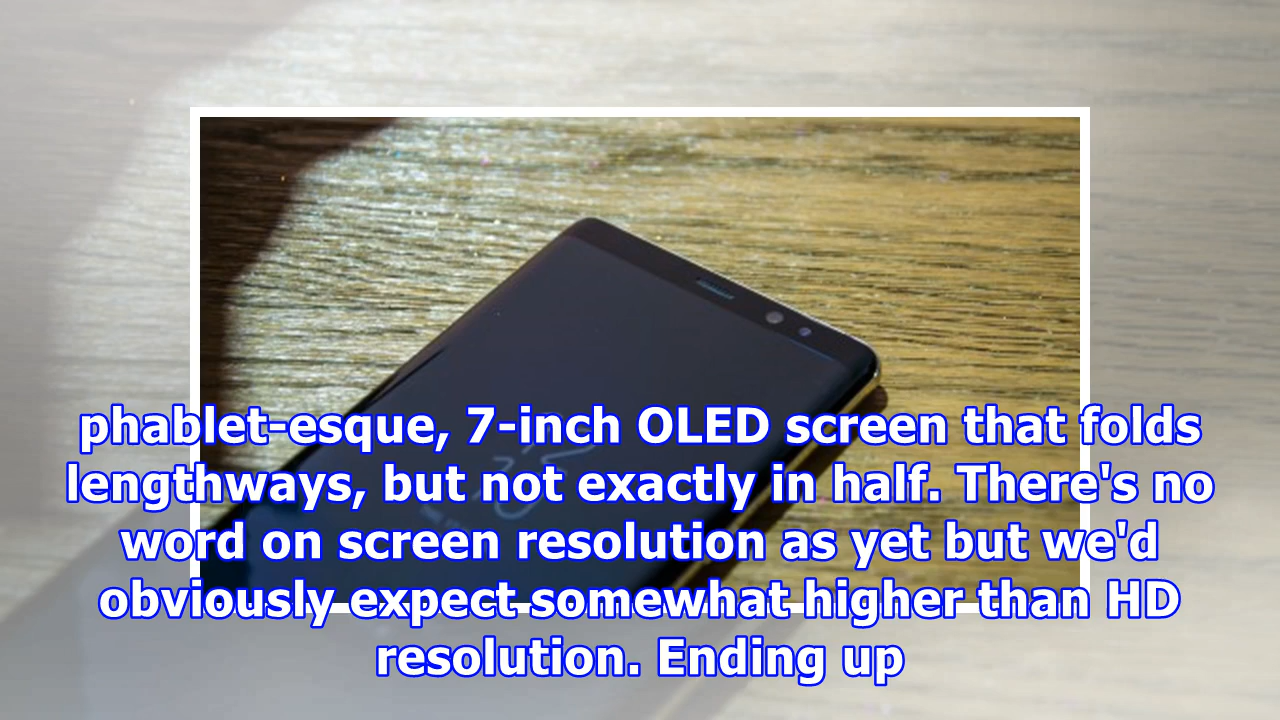 phablet-esque, 7-inch OLED screen that folds
lengthways, but not exactly in half. There's no
word on screen resolution as yet but we'd
obviously expect somewhat higher than HD
resolution. Ending up